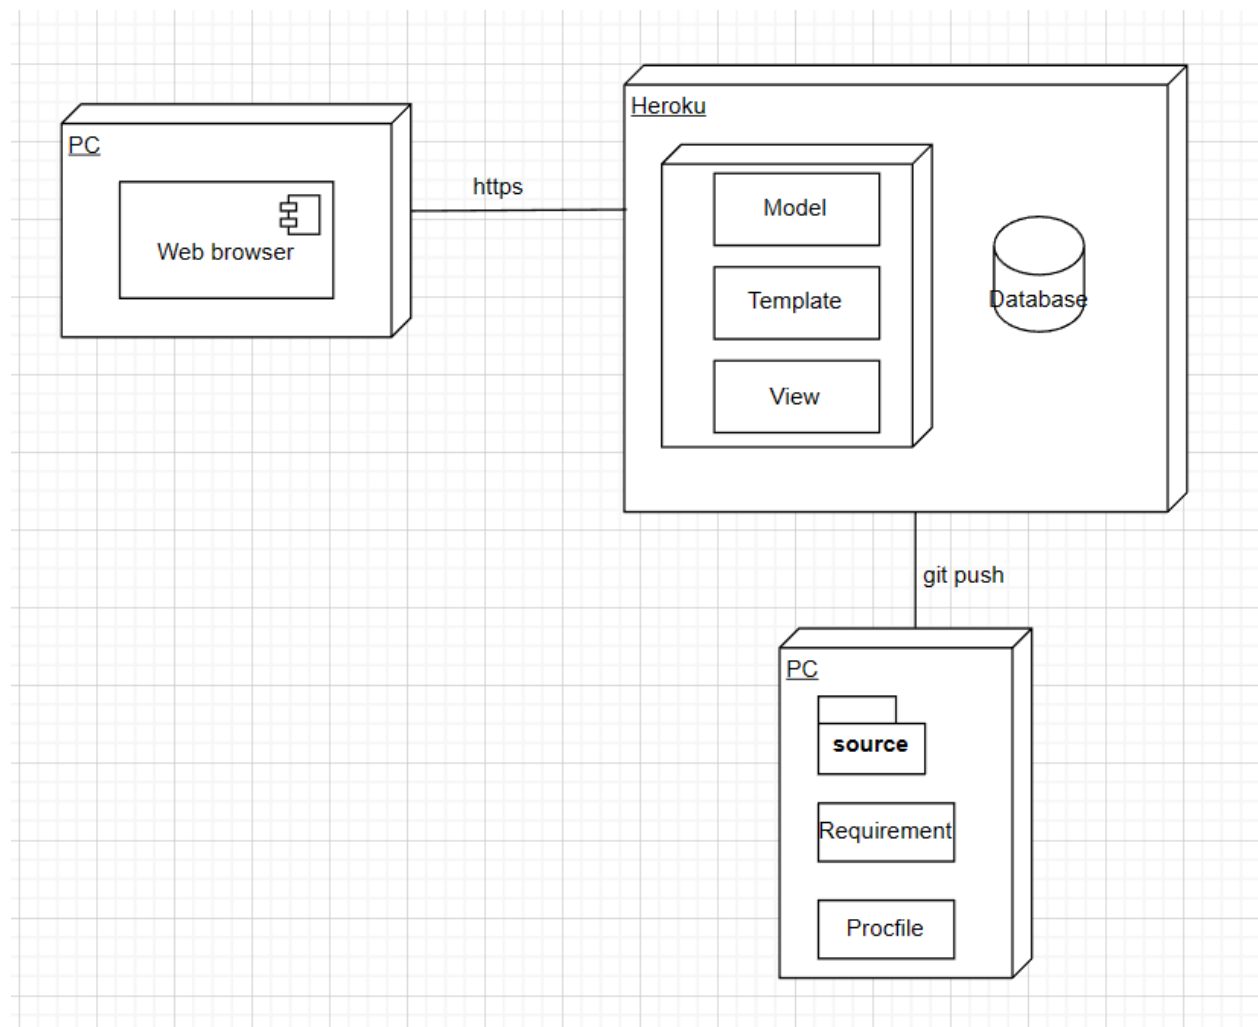 PC
Web browser
https
Heroku
Model
Template
View
Database
git push
PC
source
Requirement
Procfile